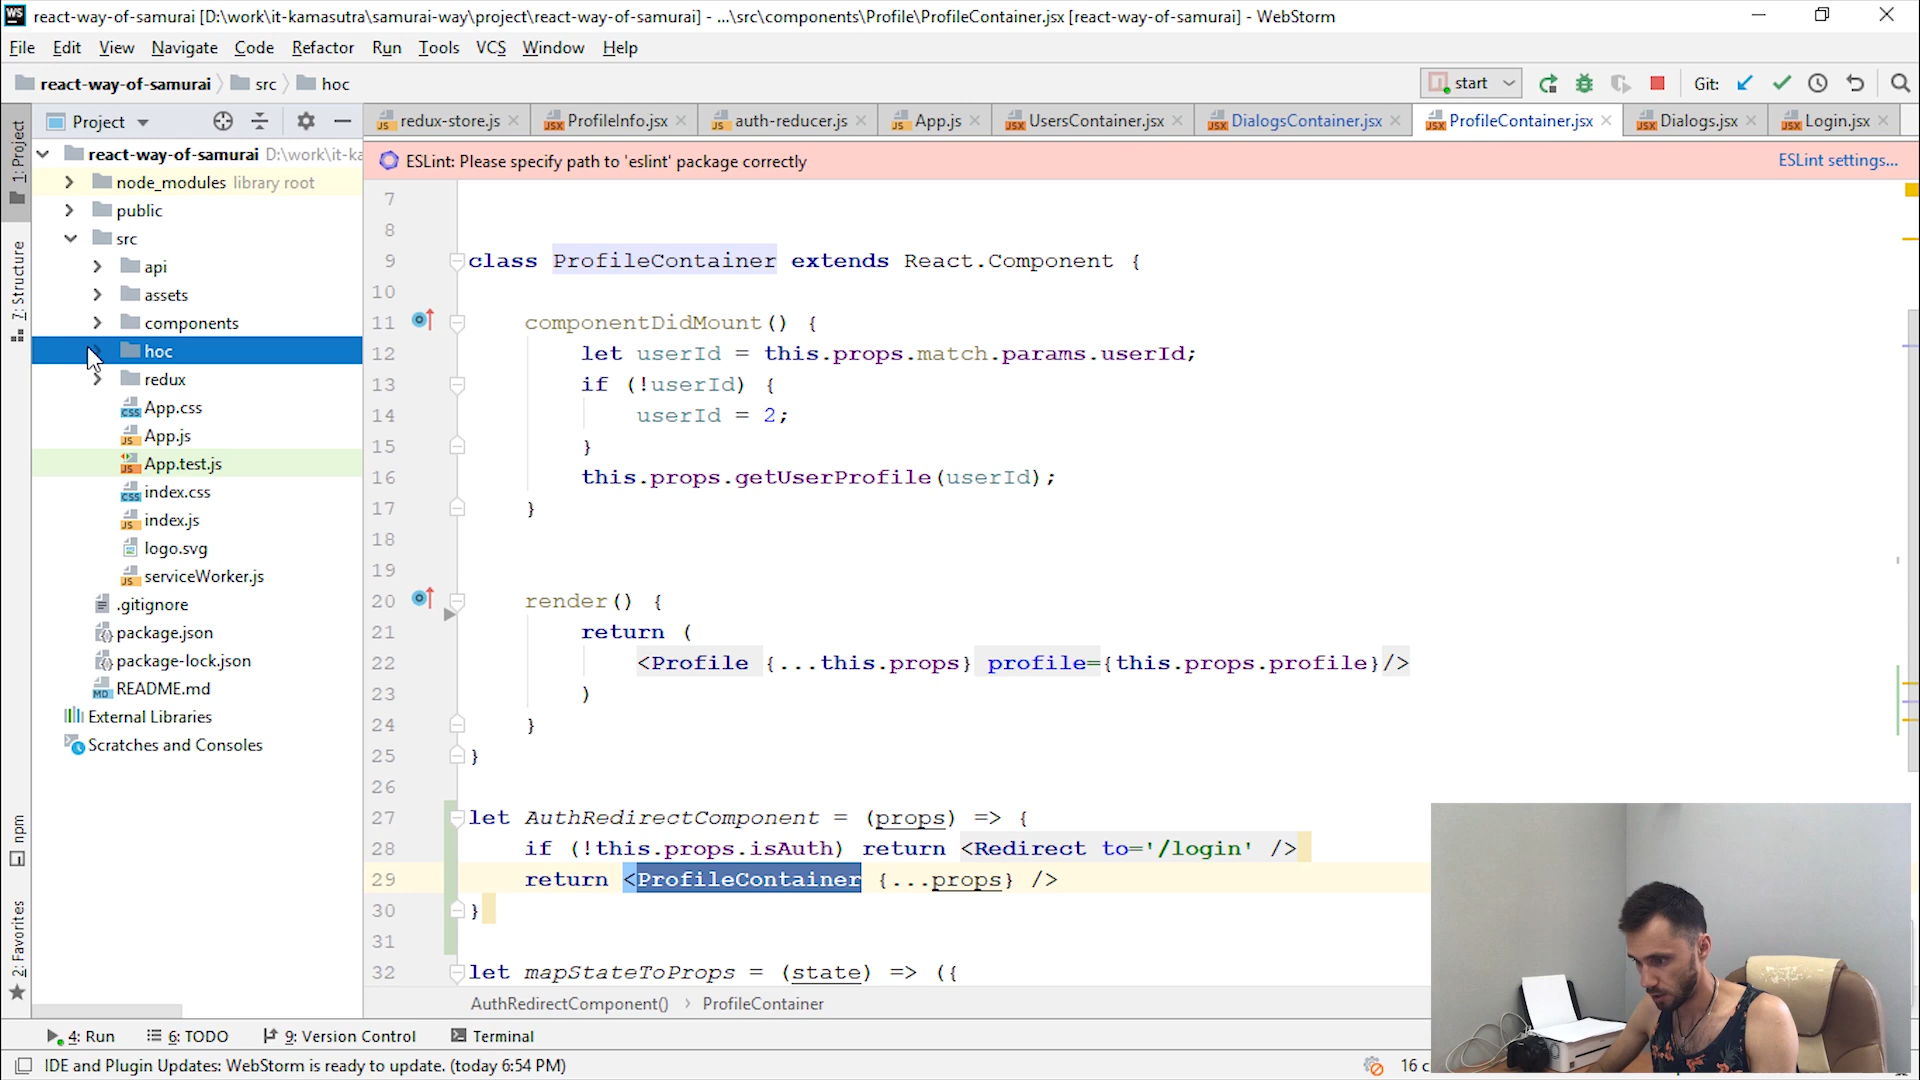 WS react-way-of-samurai [D:\work\it-kamasutra\samurai-way\project\react-way-of-samurai] - ...\src\components\Profile\ProfileContainer.jsx [react-way-of-samurai] - WebStorm
File Edit View Navigate Code Refactor Run Tools VCS Window Help
react-way-of-samurai src hoc start Git:
Project
redux-store.js ProfileInfo.jsx auth-reducer.js App.js UsersContainer.jsx DialogsContainer.jsx ProfileContainer.jsx Dialogs.jsx Login.jsx
ESLint: Please specify path to 'eslint' package correctly ESLint settings...
1: Project
7: Structure
npm
2: Favorites
react-way-of-samurai D:\work\it-ka
node_modules library root
public
src
api
assets
components
hoc
redux
App.css
App.js
App.test.js
index.css
index.js
logo.svg
serviceWorker.js
.gitignore
package.json
package-lock.json
README.md
External Libraries
Scratches and Consoles
7
8
9 class ProfileContainer extends React.Component {
10
11 componentDidMount() {
12 let userId = this.props.match.params.userId;
13 if (!userId) {
14 userId = 2;
15 }
16 this.props.getUserProfile(userId);
17 }
18
19
20 render() {
21 return (
22 <Profile {...this.props} profile={this.props.profile}/>
23 )
24 }
25 }
26
27 let AuthRedirectComponent = (props) => {
28 if (!this.props.isAuth) return <Redirect to='/login' />
29 return <ProfileContainer {...props} />
30 }
31
32 let mapStateToProps = (state) => ({
AuthRedirectComponent() › ProfileContainer
4: Run 6: TODO 9: Version Control Terminal
IDE and Plugin Updates: WebStorm is ready to update. (today 6:54 PM) 16 c